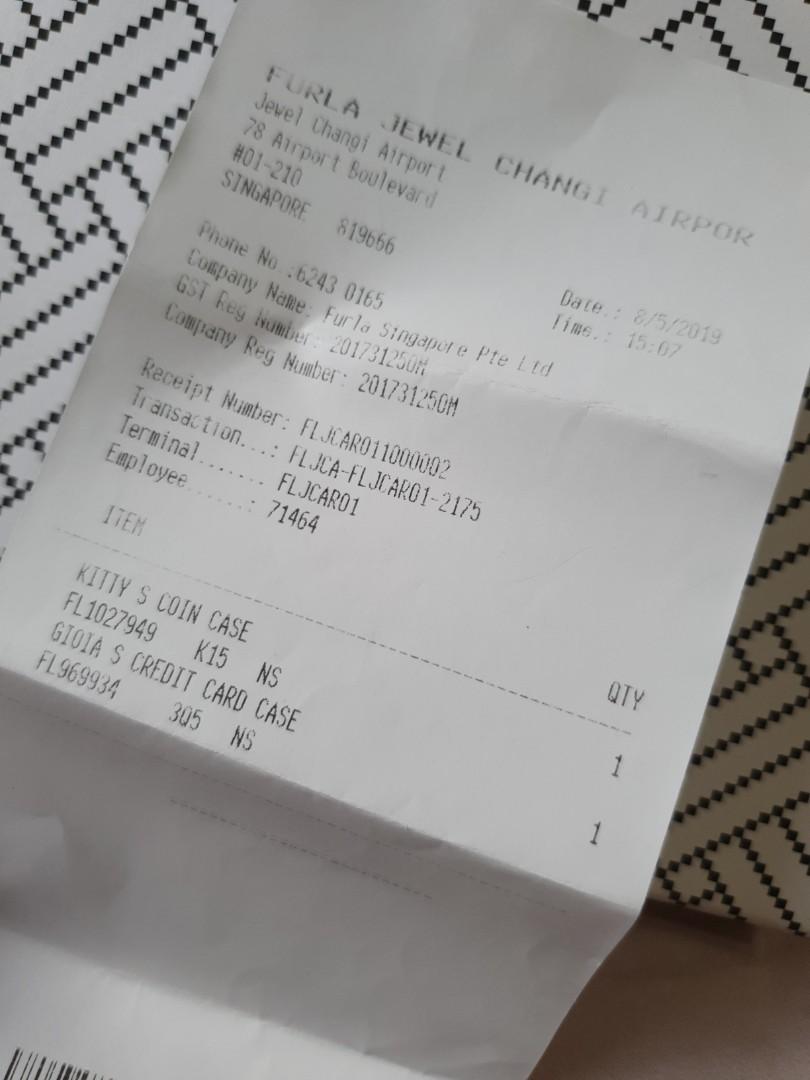 FURLA JEWEL CHANGI AIRPOR
Jewel Changi Airport
78 Airport Boulevard
#01-210
SINGAPORE 819666
Date.: 8/5/2019
Time.: 15:07
Phone No.:6243 0165
Company Name: Furla Singapore Pte Ltd
GST Reg Number: 201731250M
Company Reg Number: 201731250M
Receipt Number: FLJCAR011000002
Transaction...: FLJCA-FLJCAR01-2175
Terminal....... FLJCAR01
Employee......: 71464
ITEM QTY
KITTY S COIN CASE
FL1027949 K15 NS 1
GIOIA S CREDIT CARD CASE
FL969934 3Q5 NS 1